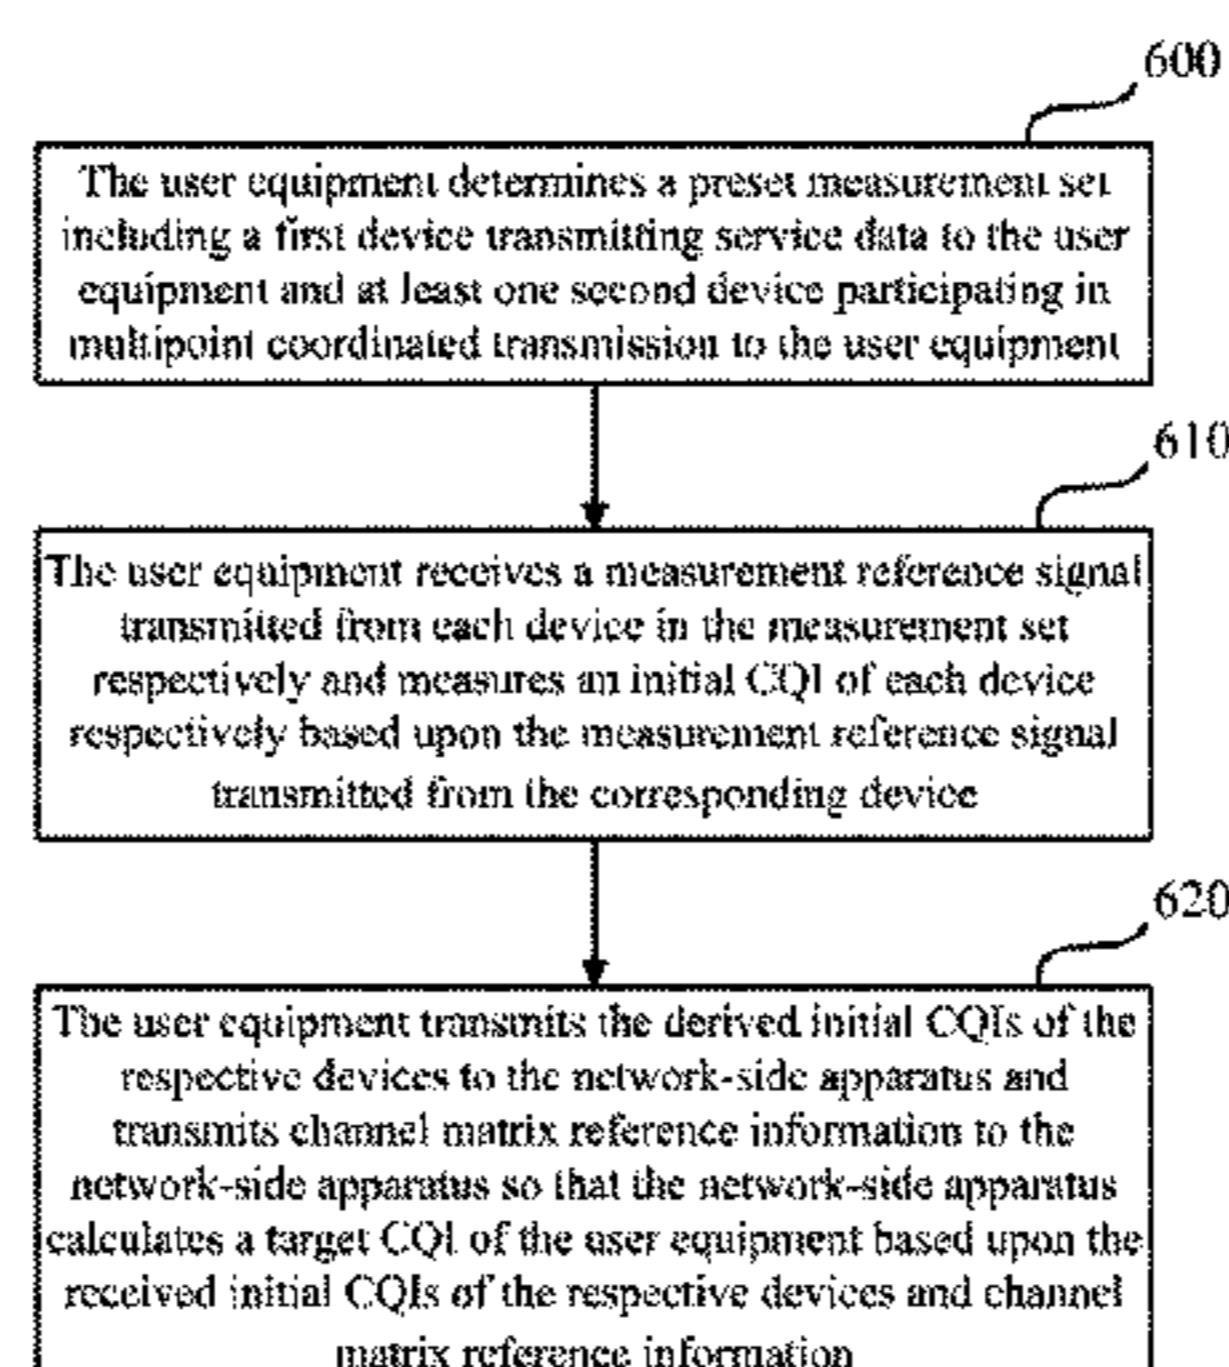 600
The user equipment determines a preset measurement set
including a first device transmitting service data to the user
equipment and at least one second device participating in
multipoint coordinated transmission to the user equipment
610
The user equipment receives a measurement reference signal
transmitted from each device in the measurement set
respectively and measures an initial CQI of each device
respectively based upon the measurement reference signal
transmitted from the corresponding device
620
The user equipment transmits the derived initial CQIs of the
respective devices to the network-side apparatus and
transmits channel matrix reference information to the
network-side apparatus so that the network-side apparatus
calculates a target CQI of the user equipment based upon the
received initial CQIs of the respective devices and channel
matrix reference information